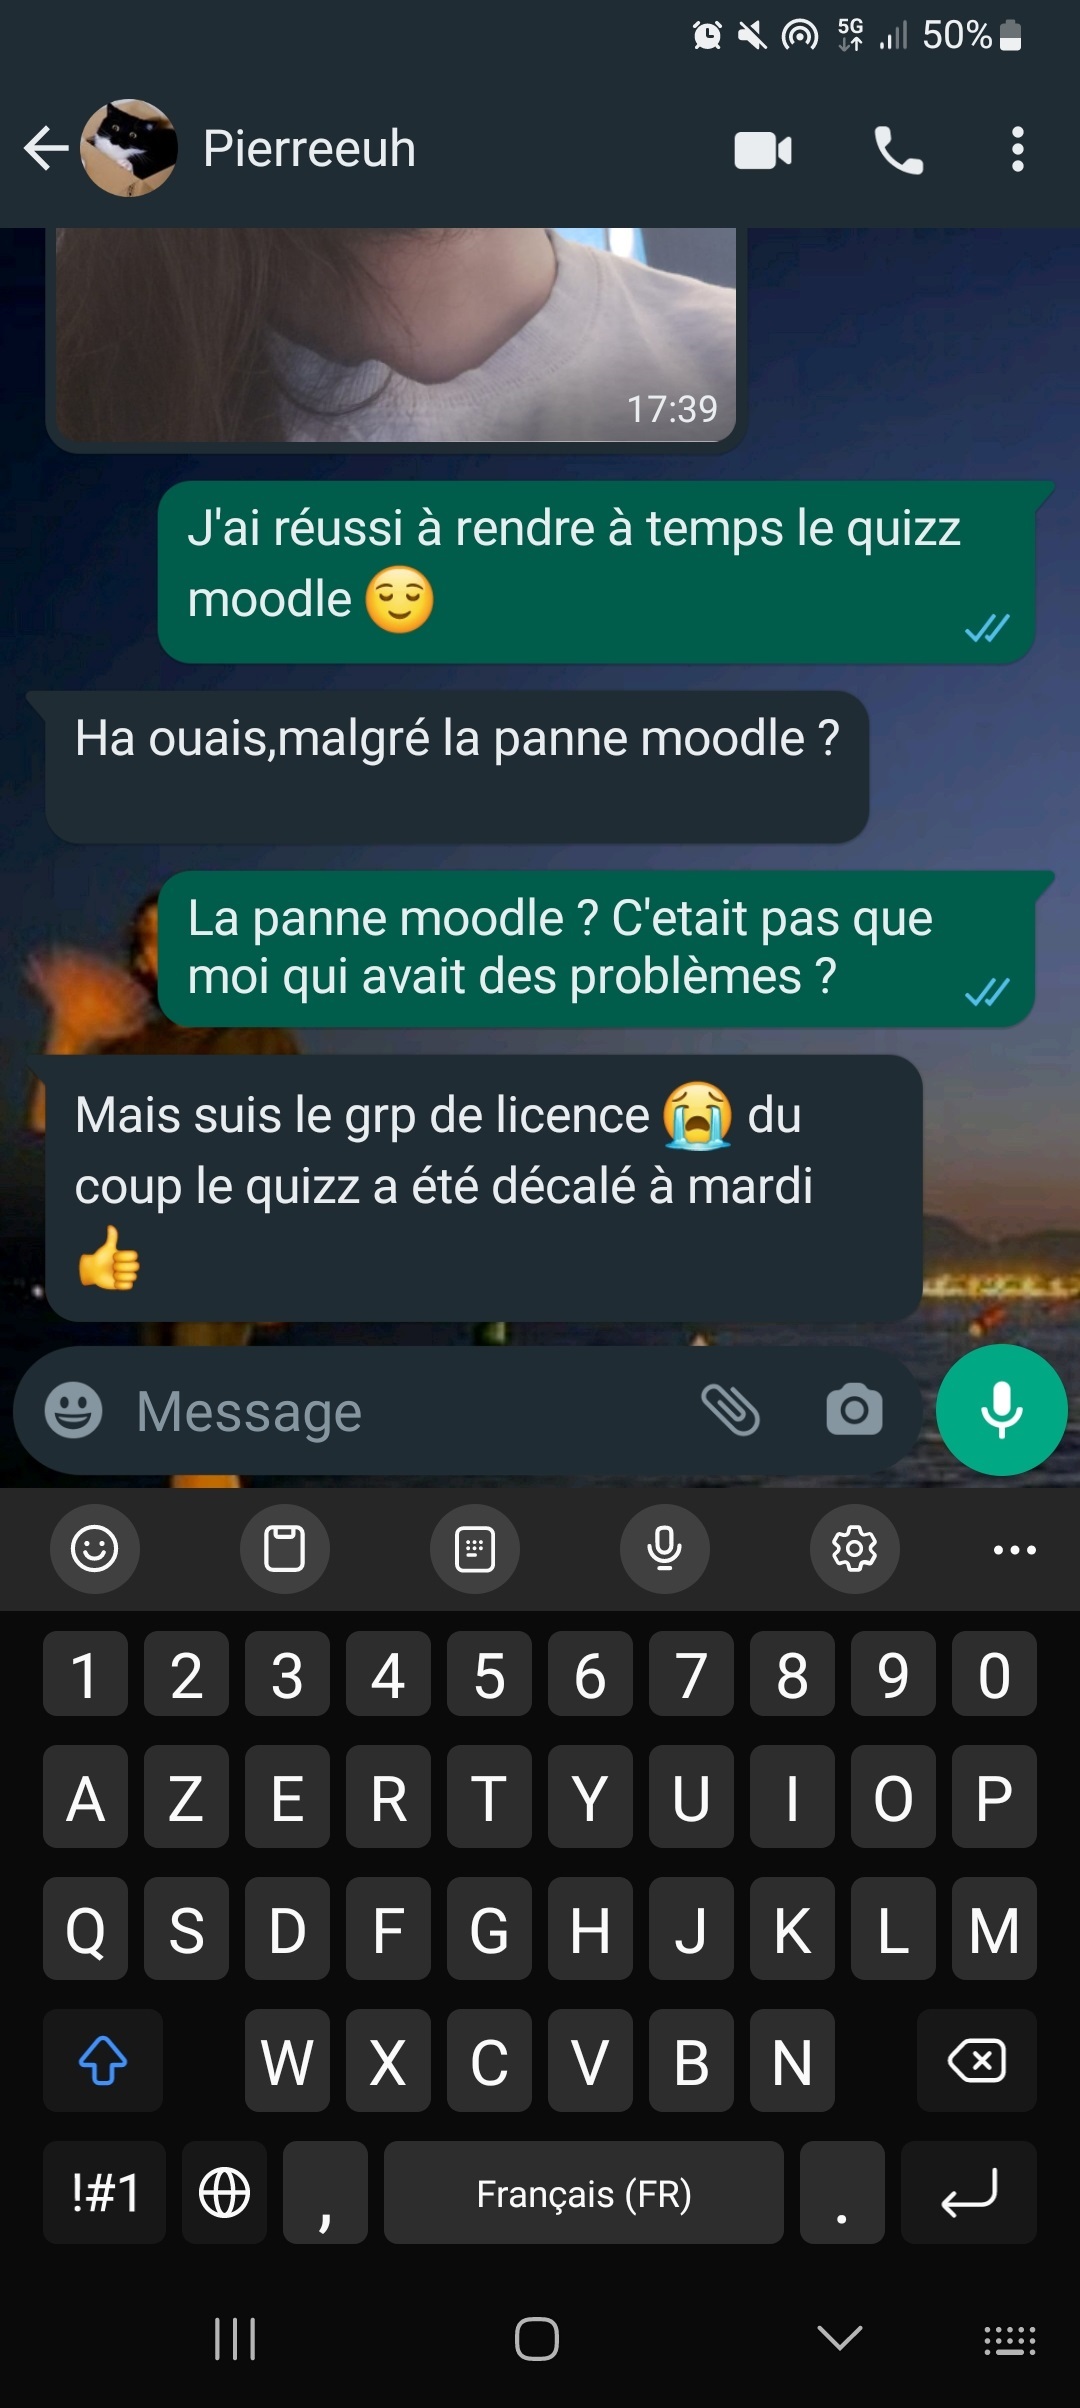 5G 50%
Pierreeuh
17:39
J'ai réussi à rendre à temps le quizz
moodle 😌
Ha ouais,malgré la panne moodle ?
La panne moodle ? C'etait pas que
moi qui avait des problèmes ?
Mais suis le grp de licence 😭 du
coup le quizz a été décalé à mardi
👍
Message
1 2 3 4 5 6 7 8 9 0
A Z E R T Y U I O P
Q S D F G H J K L M
W X C V B N
!#1 , Français (FR) .